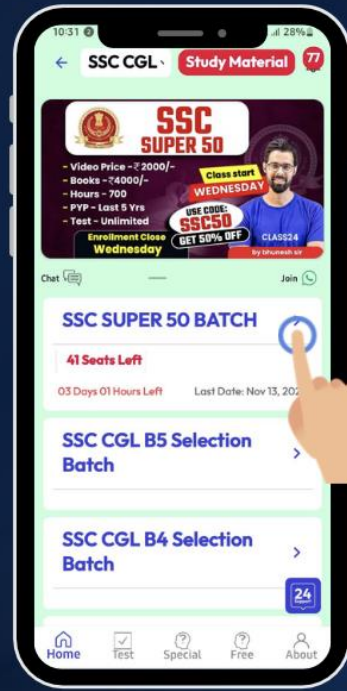 10:31
28%
SSC CGL
Study Material
77
SSC
SUPER 50
- Video Price - ₹ 2000/-
- Books - ₹4000/-
- Hours - 700
- PYP - Last 5 Yrs
- Test - Unlimited
Class start
WEDNESDAY
USE CODE:
SSC50
GET 50% OFF
Enrollment Close
Wednesday
CLASS24
by bhunesh sir
Chat
Join
SSC SUPER 50 BATCH
41 Seats Left
03 Days 01 Hours Left
Last Date: Nov 13, 202
SSC CGL B5 Selection
Batch
SSC CGL B4 Selection
Batch
24
Support
Home
Test
Special
Free
About